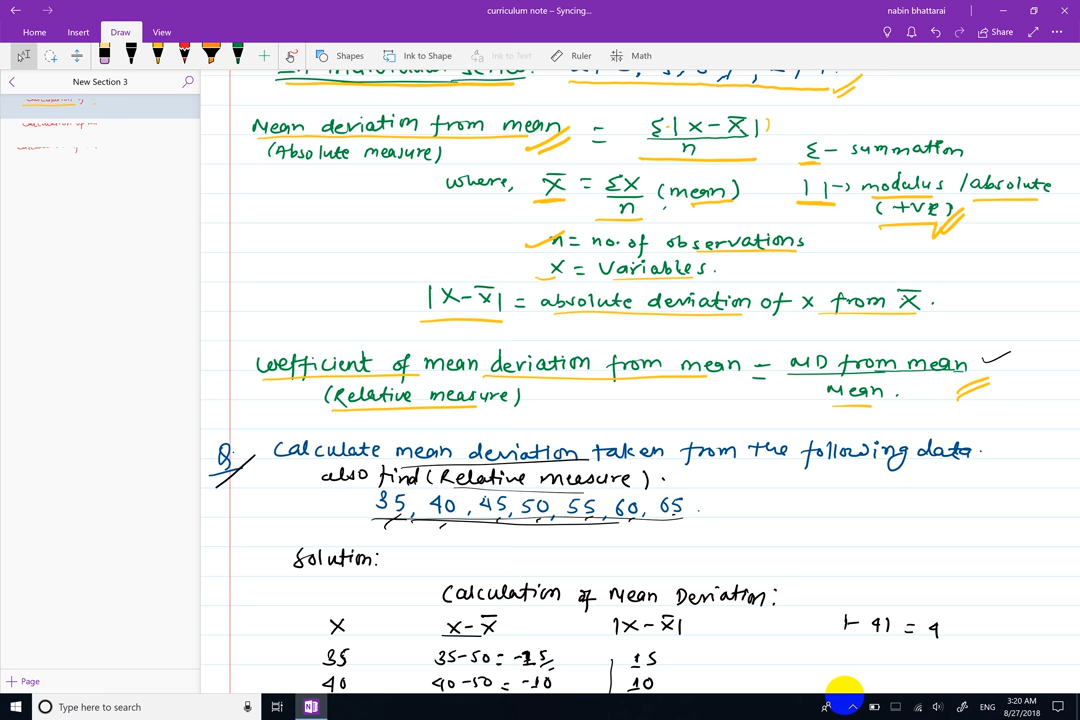 curriculum note – Syncing...
nabin bhattarai
Home Insert Draw View
Shapes Ink to Shape Ink to Text Ruler Math Share
New Section 3
Mean deviation from mean = Σ|x-x̄|/n
(Absolute measure)
Σ- summation
where, x̄ = Σx/n (mean)
| |→ modulus /absolute
(+ve)
n= no. of observations
x = variables.
|x-x̄| = absolute deviation of x from x̄.
coefficient of mean deviation from mean = MD from mean / Mean.
(Relative measure)
Q. Calculate mean deviation taken from the following data.
also find (Relative measure).
35, 40, 45, 50, 55, 60, 65.
Solution:
Calculation of Mean Deviation:
X x-x̄ |x-x̄| |-4| = 4
35 35-50 = -15 15
40 40-50 = -10 10
+ Page
Type here to search
ENG
3:20 AM
8/27/2018